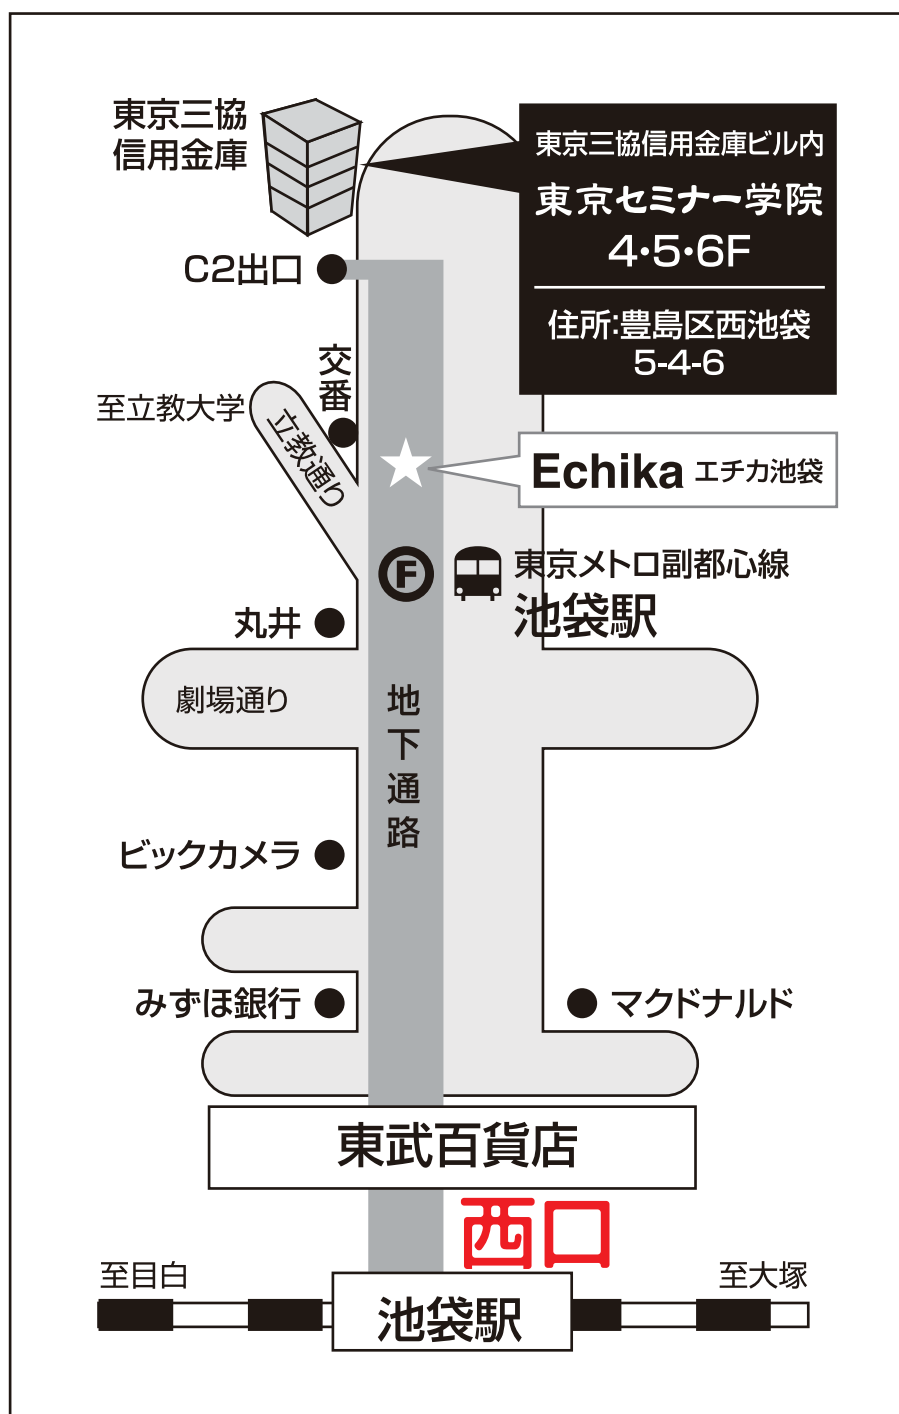 東京三協
信用金庫
東京三協信用金庫ビル内
東京セミナー学院
4・5・6F
住所:豊島区西池袋
5-4-6
C2出口
交番
至立教大学
立教通り
Echika エチカ池袋
F
東京メトロ副都心線
池袋駅
丸井
劇場通り
地下通路
ビックカメラ
みずほ銀行
マクドナルド
東武百貨店
西口
至目白
至大塚
池袋駅